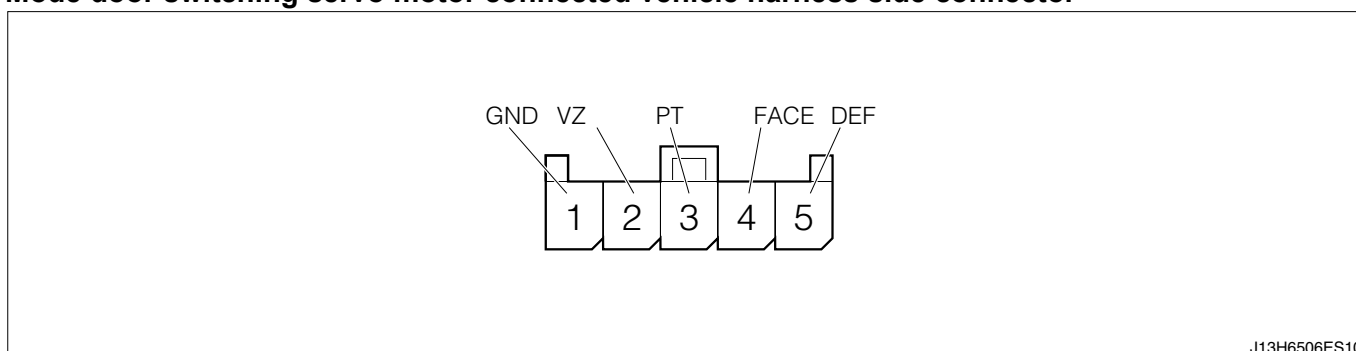 Mode door switching servo motor connected vehicle harness side connector
GND VZ PT FACE DEF
1 2 3 4 5
J13H6506ES10